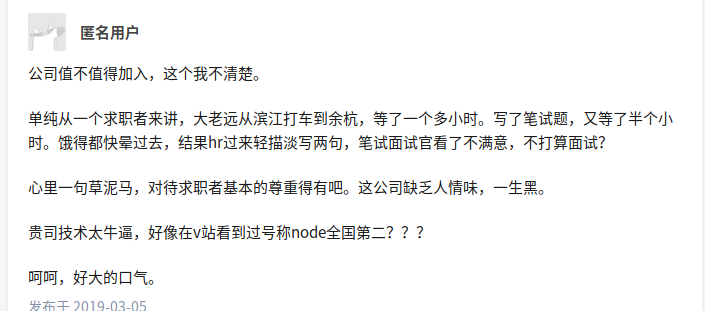 匿名用户
公司值不值得加入，这个我不清楚。
单纯从一个求职者来讲，大老远从滨江打车到余杭，等了一个多小时。写了笔试题，又等了半个小
时。饿得都快晕过去，结果hr过来轻描淡写两句，笔试面试官看了不满意，不打算面试？
心里一句草泥马，对待求职者基本的尊重得有吧。这公司缺乏人情味，一生黑。
贵司技术太牛逼，好像在v站看到过号称node全国第二？？？
呵呵，好大的口气。
发布于 2019-03-05